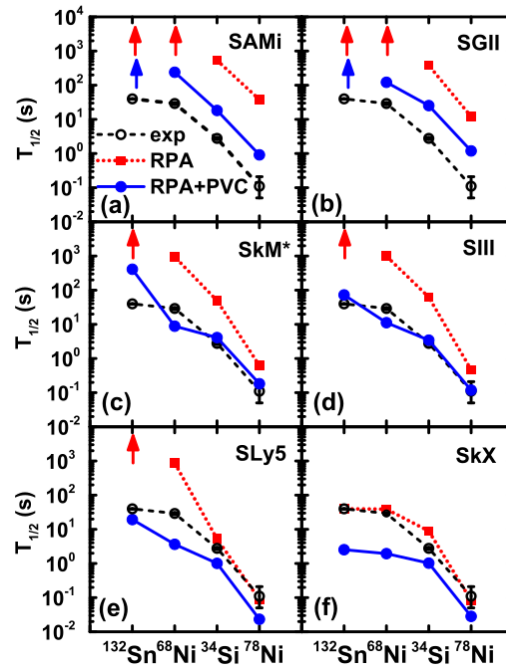 10⁴
10³
10²
10¹
10⁰
10⁻¹
10⁻²
T₁/₂ (s)
SAMi
exp
RPA
RPA+PVC
(a)
SGII
(b)
10³
10²
10¹
10⁰
10⁻¹
10⁻²
T₁/₂ (s)
SkM*
(c)
SIII
(d)
10³
10²
10¹
10⁰
10⁻¹
10⁻²
T₁/₂ (s)
SLy5
(e)
SkX
(f)
¹³²Sn ⁶⁸Ni ³⁴Si ⁷⁸Ni
¹³²Sn ⁶⁸Ni ³⁴Si ⁷⁸Ni